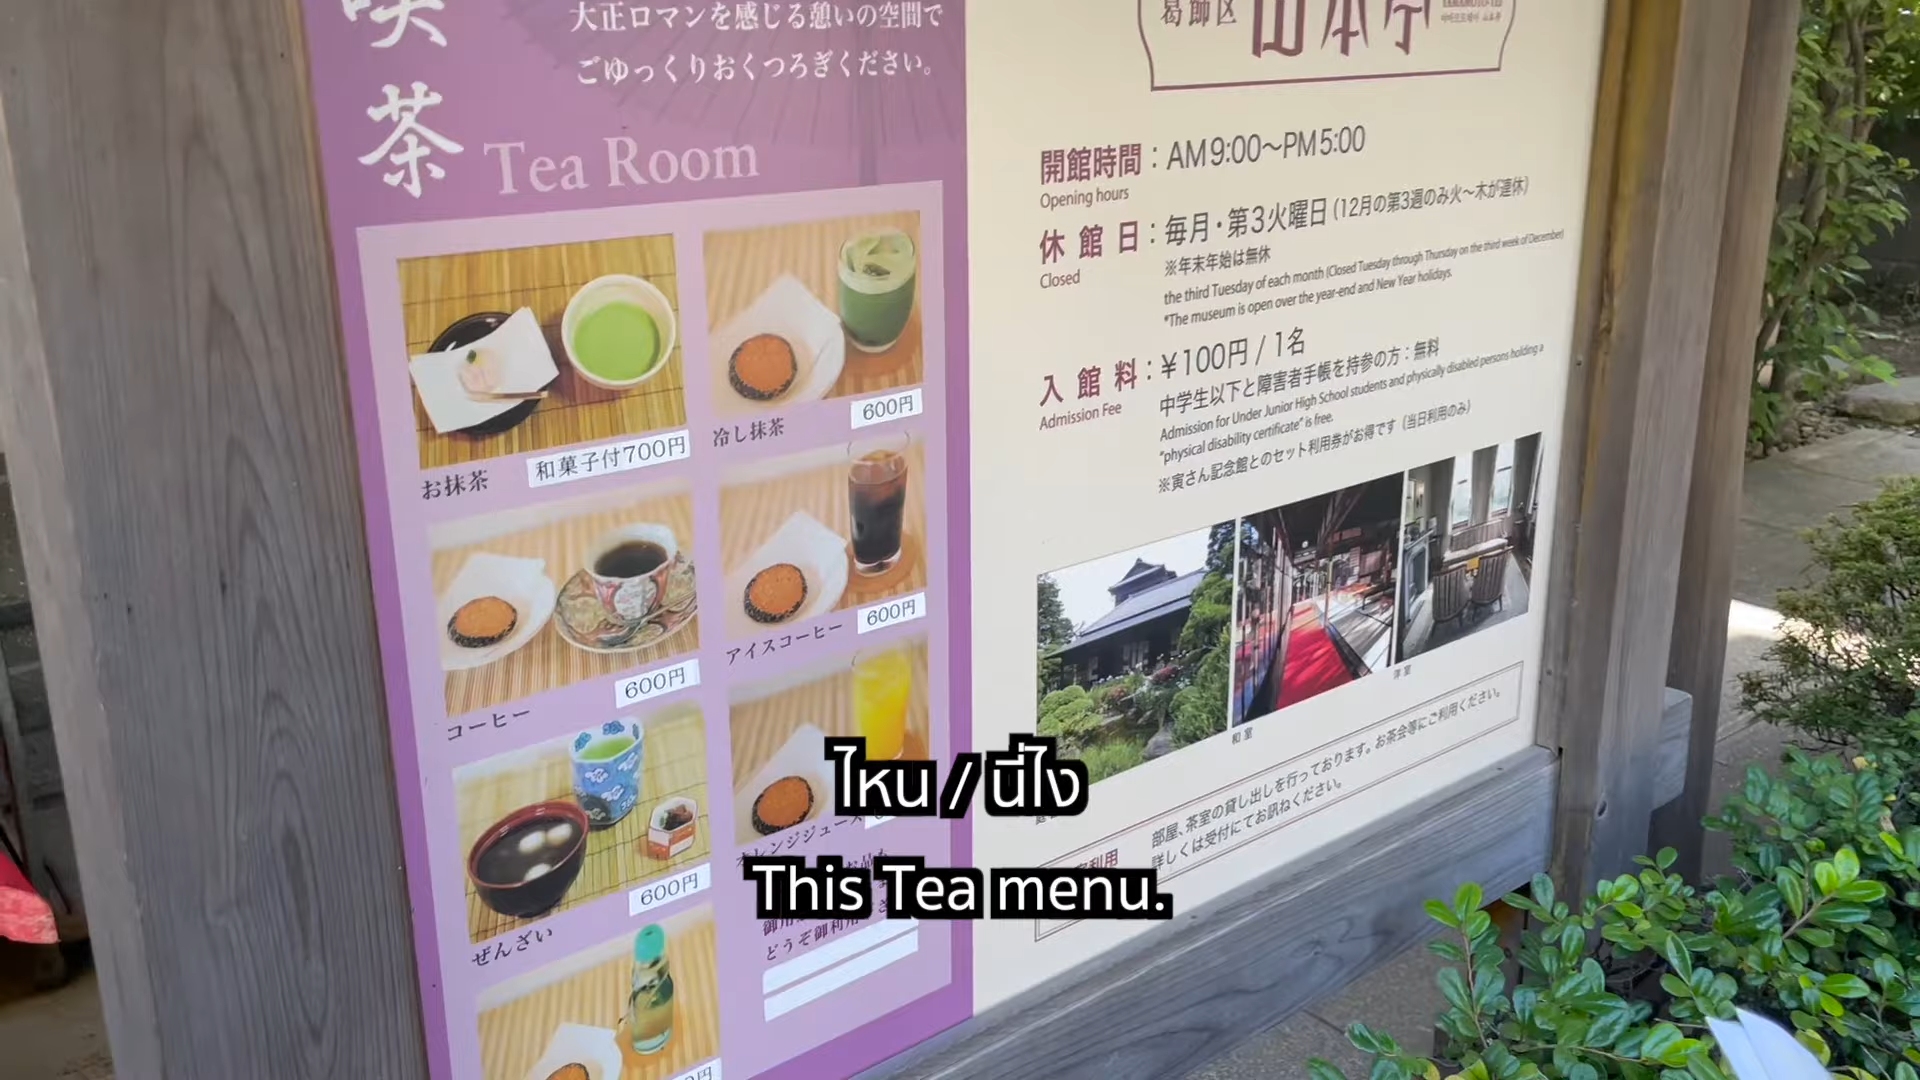 喫
茶
大正ロマンを感じる憩いの空間で
ごゆっくりおくつろぎください。
Tea Room
お抹茶
和菓子付700円
冷し抹茶
600円
コーヒー
600円
アイスコーヒー
600円
ぜんざい
600円
オレンジジュース
葛飾区
山本亭
開館時間：AM9:00～PM5:00
Opening hours
休館日：毎月・第3火曜日(12月の第3週のみ火～木が連休)
Closed
※年末年始は無休
the third Tuesday of each month (Closed Tuesday through Thursday on the third week of December)
*The museum is open over the year-end and New Year holidays.
入館料：¥100円 / 1名
Admission Fee
中学生以下と障害者手帳を持参の方：無料
Admission for Under Junior High School students and physically disabled persons holding a
"physical disability certificate" is free.
※寅さん記念館とのセット利用券がお得です（当日利用のみ）
和室
洋室
部屋、茶室の貸し出しを行っております。お茶会等にご利用ください。
詳しくは受付にてお訊ねください。
ไหน / นี่ไง
This Tea menu.